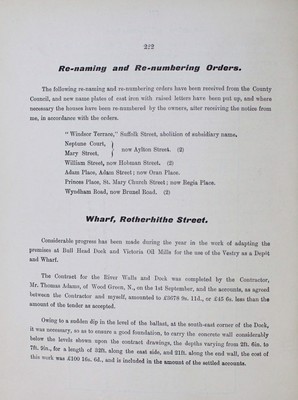 222
Re-naming and Re-numbering Orders.
The following re-naming and re-numbering orders have been received from the County
Council, and new name plates of cast iron with raised letters have been put up, and where
necessary the houses have been re-numbered by the owners, after receiving the notice from
me, in accordance with the orders.
" Windsor Terrace," Suffolk Street, abolition of subsidiary name.
Neptune Court, } now Aylton Street. (2)
Mary Street,
William Street, now Holman Street. (2)
Adam Place, Adam Street; now Oran Place.
Princess Place, St. Mary Church Street; now Regia Place.
Wyndham Road, now Brunel Road. (2)
Wharf, Rotherhithe Street.
Considerable progress has been made during the year in the work of adapting the
premises at Bull Head Dock and Victoria Oil Mills for the use of the Vestry as a Depôt
and Wharf.
The Contract for the River Walls and Dock was completed by the Contractor,
Mr. Thomas Adams, of Wood Green, N., on the 1st September, and the accounts, as agreed
between the Contractor and myself, amounted to £3676 9s. 11d., or £45 6s. less than the
amount of the tender as accepted.
Owing to a sudden dip in the level of the ballast, at the south-east corner of the Dock,
it was necessary, so as to ensure a good foundation, to carry the concrete wall considerably
below the levels shewn upon the contract drawings, the depths varying from 2ft. 6in. to
7ft. 9in., for a length of 52ft. along the east side, and 21ft. along the end wall, the cost of
this work was £100 16s. 6d., and is included in the amount of the settled accounts.